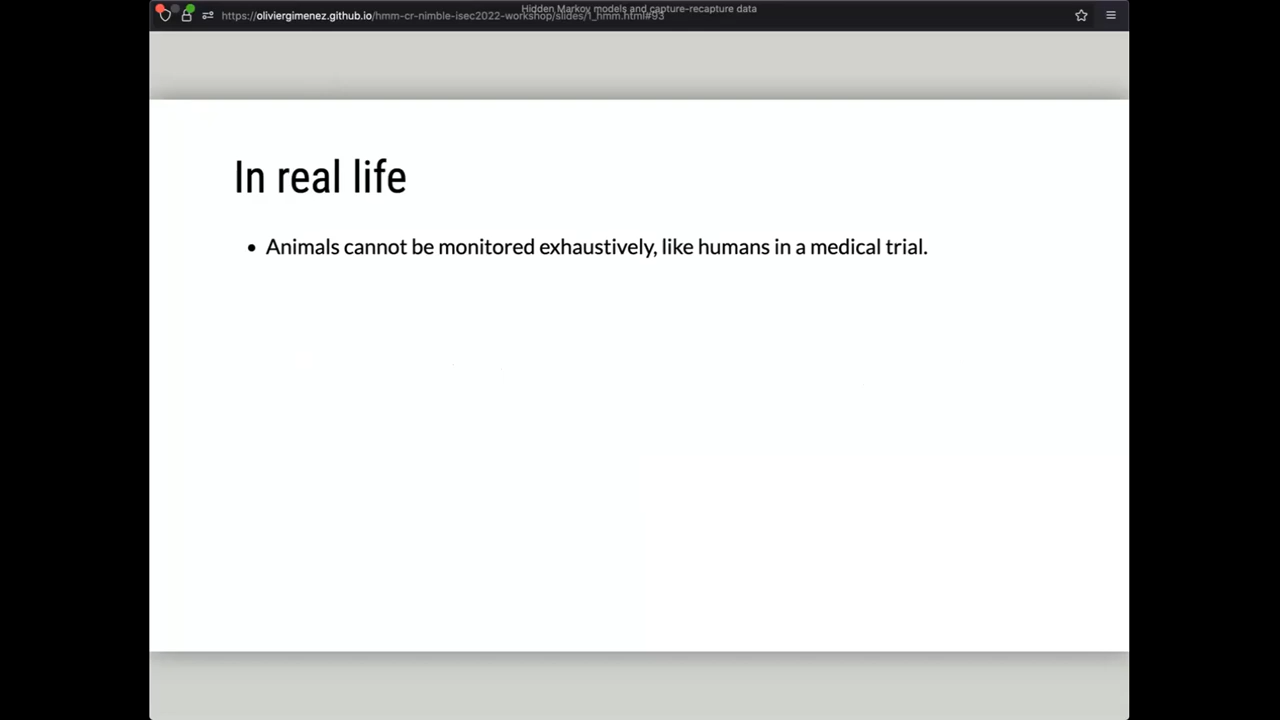 Hidden Markov models and capture-recapture data
https://oliviergimenez.github.io/hmm-cr-nimble-isec2022-workshop/slides/1_hmm.html#93
In real life
• Animals cannot be monitored exhaustively, like humans in a medical trial.